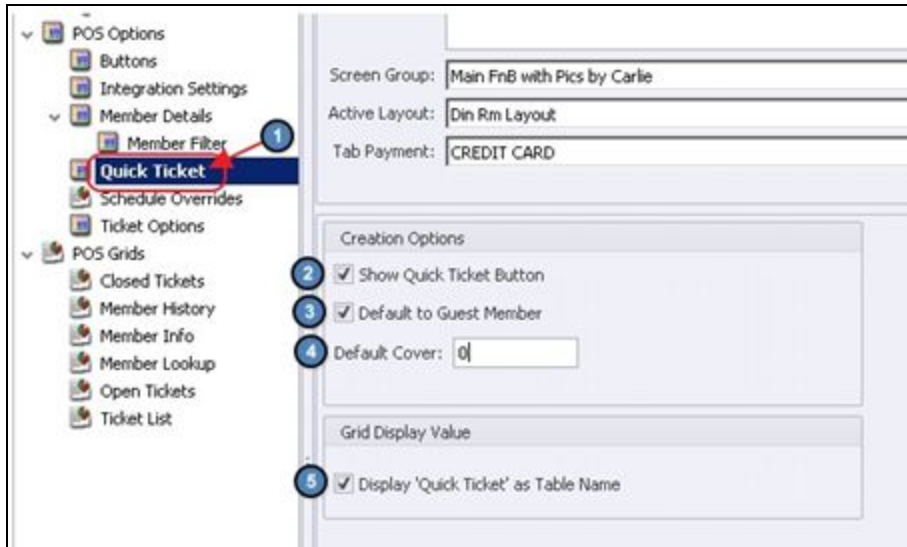 POS Options
Buttons
Integration Settings
Member Details
Member Filter
1
Quick Ticket
Schedule Overrides
Ticket Options
POS Grids
Closed Tickets
Member History
Member Info
Member Lookup
Open Tickets
Ticket List
Screen Group: Main FnB with Pics by Carlie
Active Layout: Din Rm Layout
Tab Payment: CREDIT CARD
Creation Options
2 Show Quick Ticket Button
3 Default to Guest Member
4 Default Cover: 0
Grid Display Value
5 Display 'Quick Ticket' as Table Name